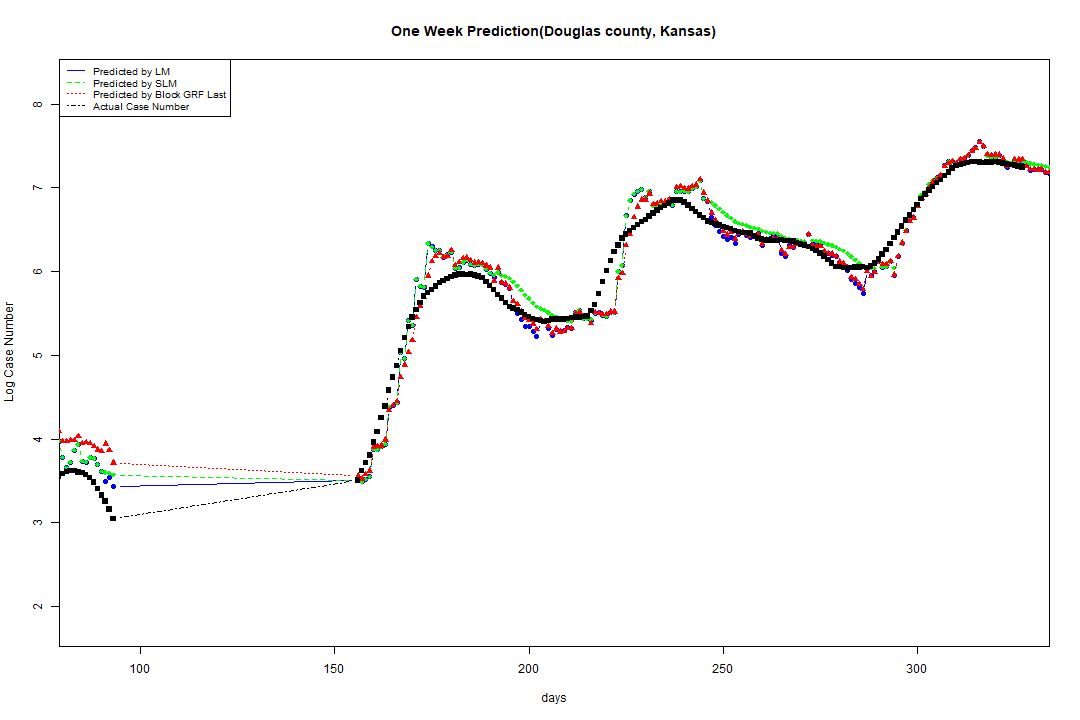 One Week Prediction(Douglas county, Kansas)
Predicted by LM
Predicted by SLM
Predicted by Block GRF Last
Actual Case Number
8
7
6
5
4
3
2
Log Case Number
100 150 200 250 300
days